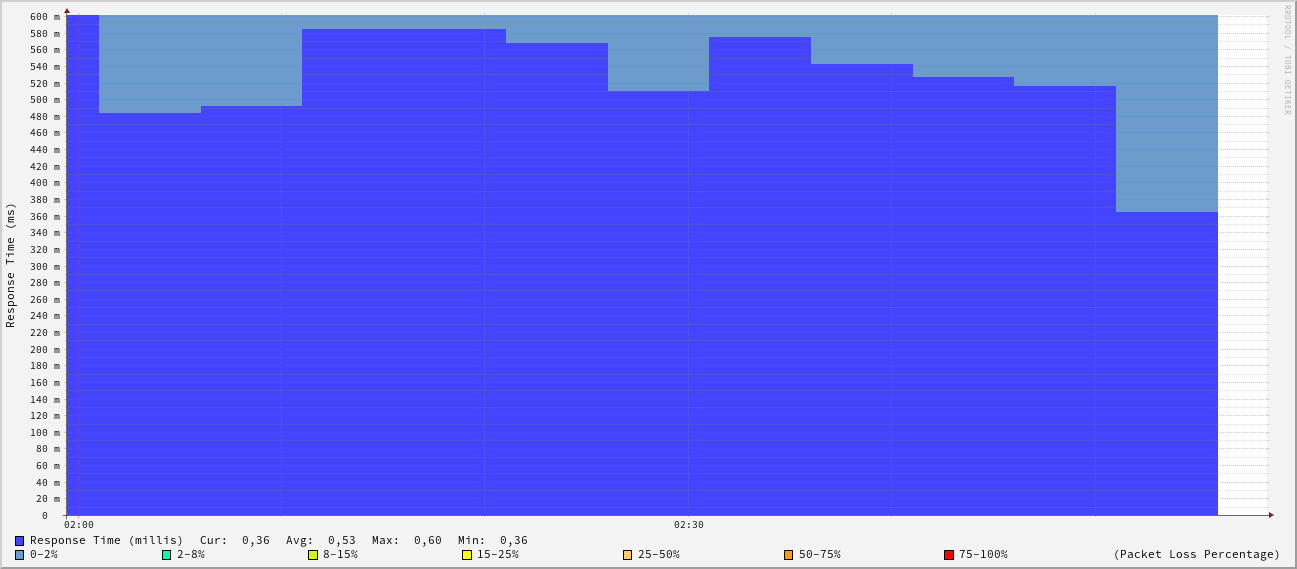 600 m
580 m
560 m
540 m
520 m
500 m
480 m
460 m
440 m
420 m
400 m
380 m
360 m
340 m
320 m
300 m
280 m
260 m
240 m
220 m
200 m
180 m
160 m
140 m
120 m
100 m
80 m
60 m
40 m
20 m
0
Response Time (ms)
RRDTOOL / TOBI OETIKER
02:00 02:30
Response Time (millis) Cur: 0,36 Avg: 0,53 Max: 0,60 Min: 0,36
0-2% 2-8% 8-15% 15-25% 25-50% 50-75% 75-100% (Packet Loss Percentage)